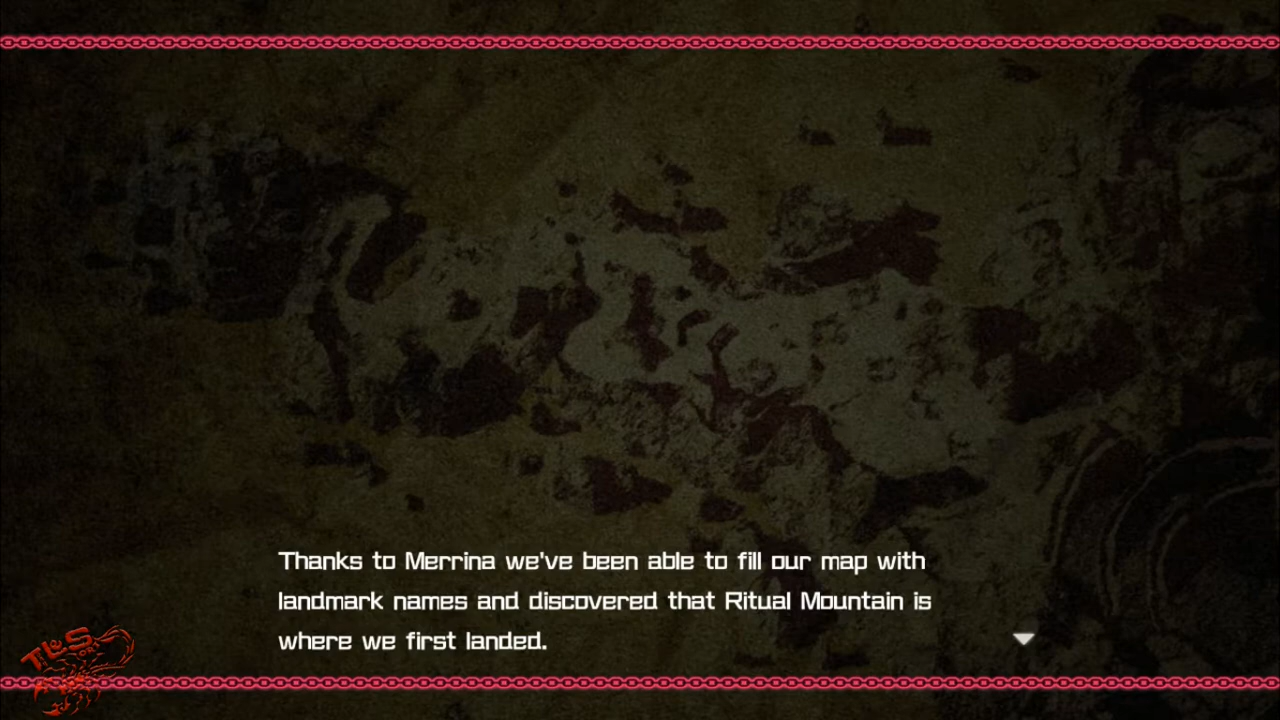 Thanks to Merrina we've been able to fill our map with
landmark names and discovered that Ritual Mountain is
where we first landed.
TLS